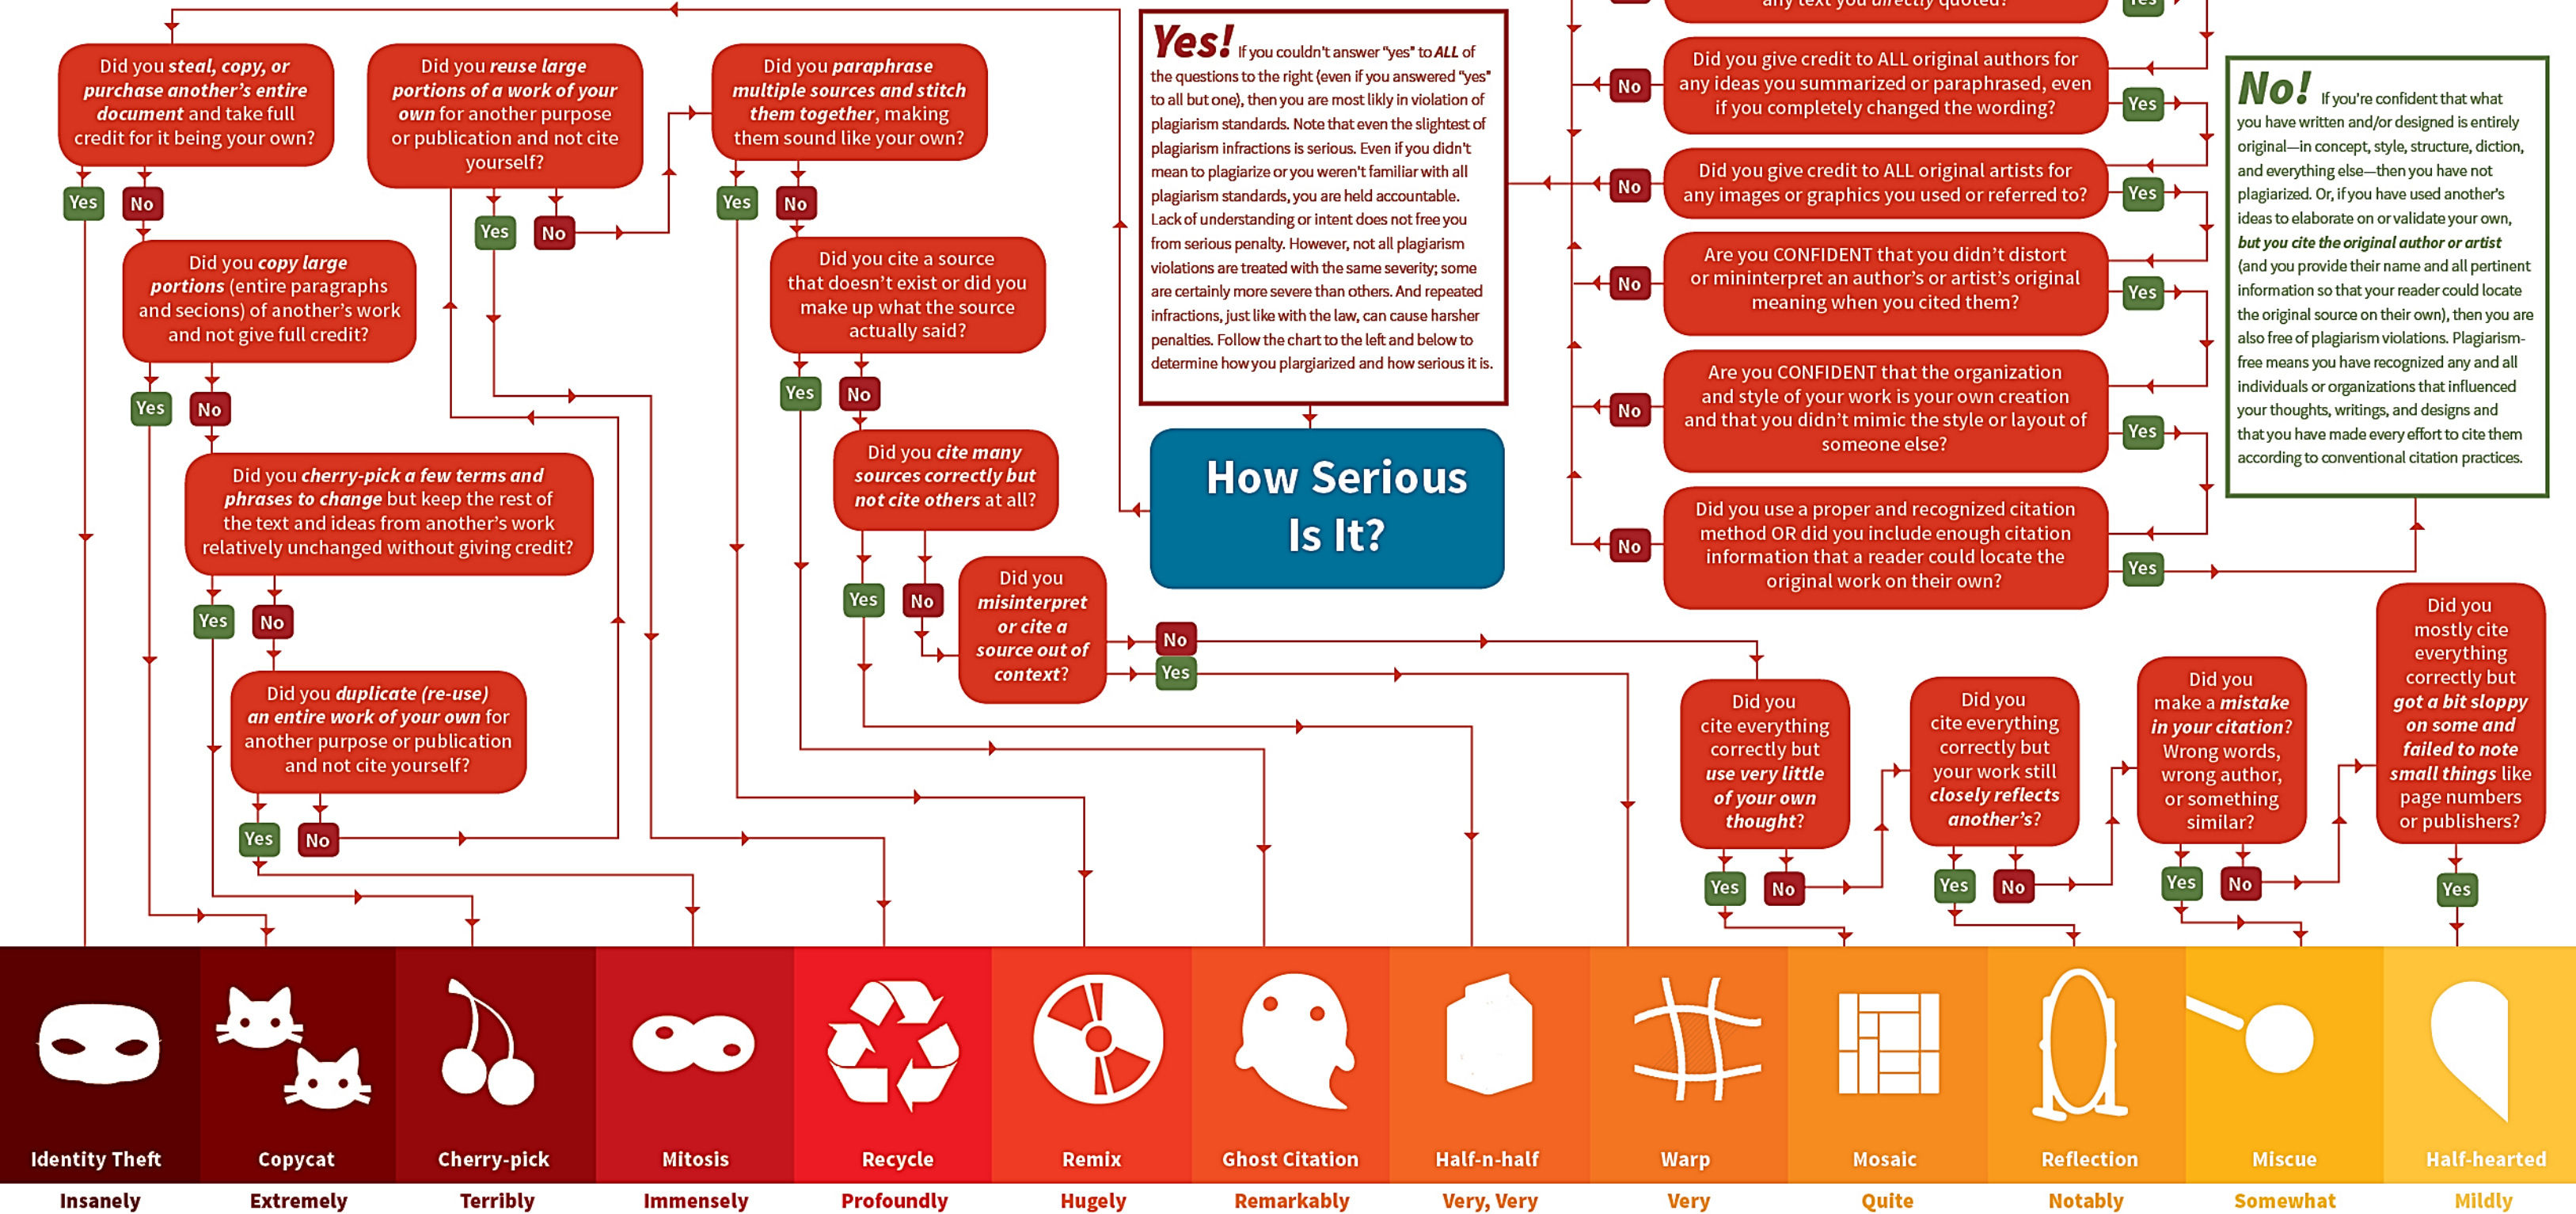 Did you steal, copy, or
purchase another's entire
document and take full
credit for it being your own?
Yes
No
Did you copy large
portions (entire paragraphs
and secions) of another's work
and not give full credit?
Yes
No
Did you cherry-pick a few terms and
phrases to change but keep the rest of
the text and ideas from another's work
relatively unchanged without giving credit?
Yes
No
Did you duplicate (re-use)
an entire work of your own for
another purpose or publication
and not cite yourself?
Yes
No
Did you reuse large
portions of a work of your
own for another purpose
or publication and not cite
yourself?
Yes
No
Did you paraphrase
multiple sources and stitch
them together, making
them sound like your own?
Yes
No
Did you cite a source
that doesn't exist or did you
make up what the source
actually said?
Yes
No
Did you cite many
sources correctly but
not cite others at all?
Yes
No
Did you
misinterpret
or cite a
source out of
context?
No
Yes
Yes! If you couldn't answer "yes" to ALL of
the questions to the right (even if you answered "yes"
to all but one), then you are most likly in violation of
plagiarism standards. Note that even the slightest of
plagiarism infractions is serious. Even if you didn't
mean to plagiarize or you weren't familiar with all
plagiarism standards, you are held accountable.
Lack of understanding or intent does not free you
from serious penalty. However, not all plagiarism
violations are treated with the same severity; some
are certainly more severe than others. And repeated
infractions, just like with the law, can cause harsher
penalties. Follow the chart to the left and below to
determine how you plargiarized and how serious it is.
How Serious
Is It?
any text you directly quoted?
Yes
Did you give credit to ALL original authors for
any ideas you summarized or paraphrased, even
if you completely changed the wording?
No
Yes
Did you give credit to ALL original artists for
any images or graphics you used or referred to?
No
Yes
Are you CONFIDENT that you didn't distort
or mininterpret an author's or artist's original
meaning when you cited them?
No
Yes
Are you CONFIDENT that the organization
and style of your work is your own creation
and that you didn't mimic the style or layout of
someone else?
No
Yes
Did you use a proper and recognized citation
method OR did you include enough citation
information that a reader could locate the
original work on their own?
No
Yes
No! If you're confident that what
you have written and/or designed is entirely
original—in concept, style, structure, diction,
and everything else—then you have not
plagiarized. Or, if you have used another's
ideas to elaborate on or validate your own,
but you cite the original author or artist
(and you provide their name and all pertinent
information so that your reader could locate
the original source on their own), then you are
also free of plagiarism violations. Plagiarism-
free means you have recognized any and all
individuals or organizations that influenced
your thoughts, writings, and designs and
that you have made every effort to cite them
according to conventional citation practices.
Did you
cite everything
correctly but
use very little
of your own
thought?
Yes
No
Did you
cite everything
correctly but
your work still
closely reflects
another's?
Yes
No
Did you
make a mistake
in your citation?
Wrong words,
wrong author,
or something
similar?
Yes
No
Did you
mostly cite
everything
correctly but
got a bit sloppy
on some and
failed to note
small things like
page numbers
or publishers?
Yes
Identity Theft
Copycat
Cherry-pick
Mitosis
Recycle
Remix
Ghost Citation
Half-n-half
Warp
Mosaic
Reflection
Miscue
Half-hearted
Insanely
Extremely
Terribly
Immensely
Profoundly
Hugely
Remarkably
Very, Very
Very
Quite
Notably
Somewhat
Mildly